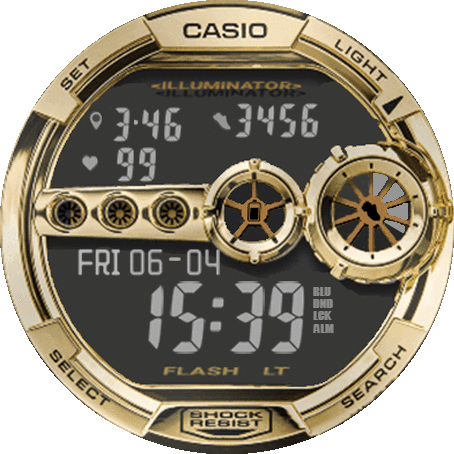 CASIO
SET
LIGHT
ILLUMINATOR
3·46
3456
99
FRI 06-04
15:39
BLU
DND
LCK
ALM
FLASH LT
SELECT
SEARCH
SHOCK
RESIST